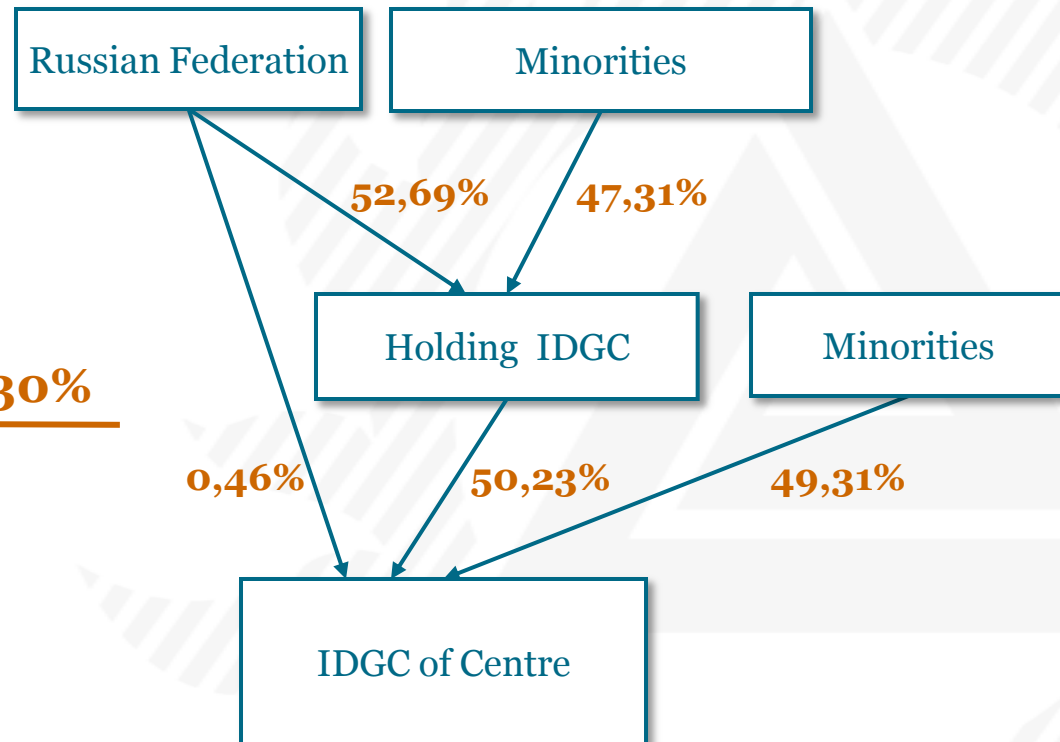 Russian Federation
Minorities
52,69%
47,31%
Holding IDGC
Minorities
30%
0,46%
50,23%
49,31%
IDGC of Centre